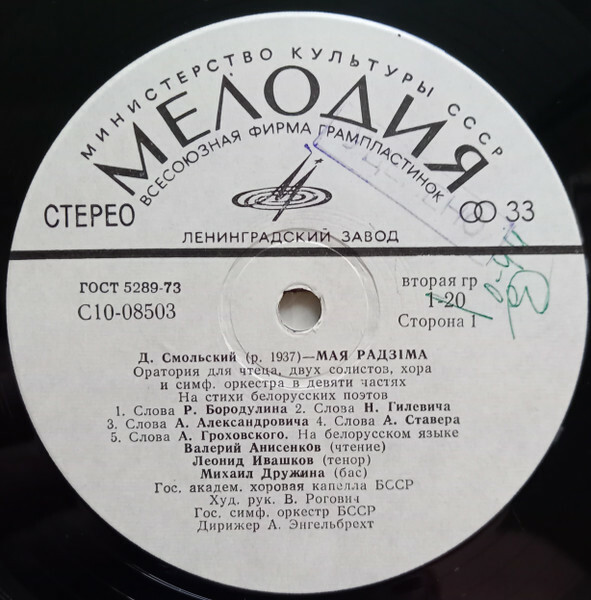 МИНИСТЕРСТВО КУЛЬТУРЫ СССР
МЕЛОДИЯ
ВСЕСОЮЗНАЯ ФИРМА ГРАМПЛАСТИНОК
СТЕРЕО
33
ЛЕНИНГРАДСКИЙ ЗАВОД
ГОСТ 5289-73
С10-08503
вторая гр
1-20
Сторона 1
Д. Смольский (р. 1937)—МАЯ РАДЗІМА
Оратория для чтеца, двух солистов, хора
и симф. оркестра в девяти частях
На стихи белорусских поэтов
1. Слова Р. Бородулина 2. Слова Н. Гилевича
3. Слова А. Александровича 4. Слова А. Ставера
5. Слова А. Гроховского. На белорусском языке
Валерий Анисенков (чтение)
Леонид Ивашков (тенор)
Михаил Дружина (бас)
Гос. академ. хоровая капелла БССР
Худ. рук. В. Рогович
Гос. симф. оркестр БССР
Дирижер А. Энгельбрехт